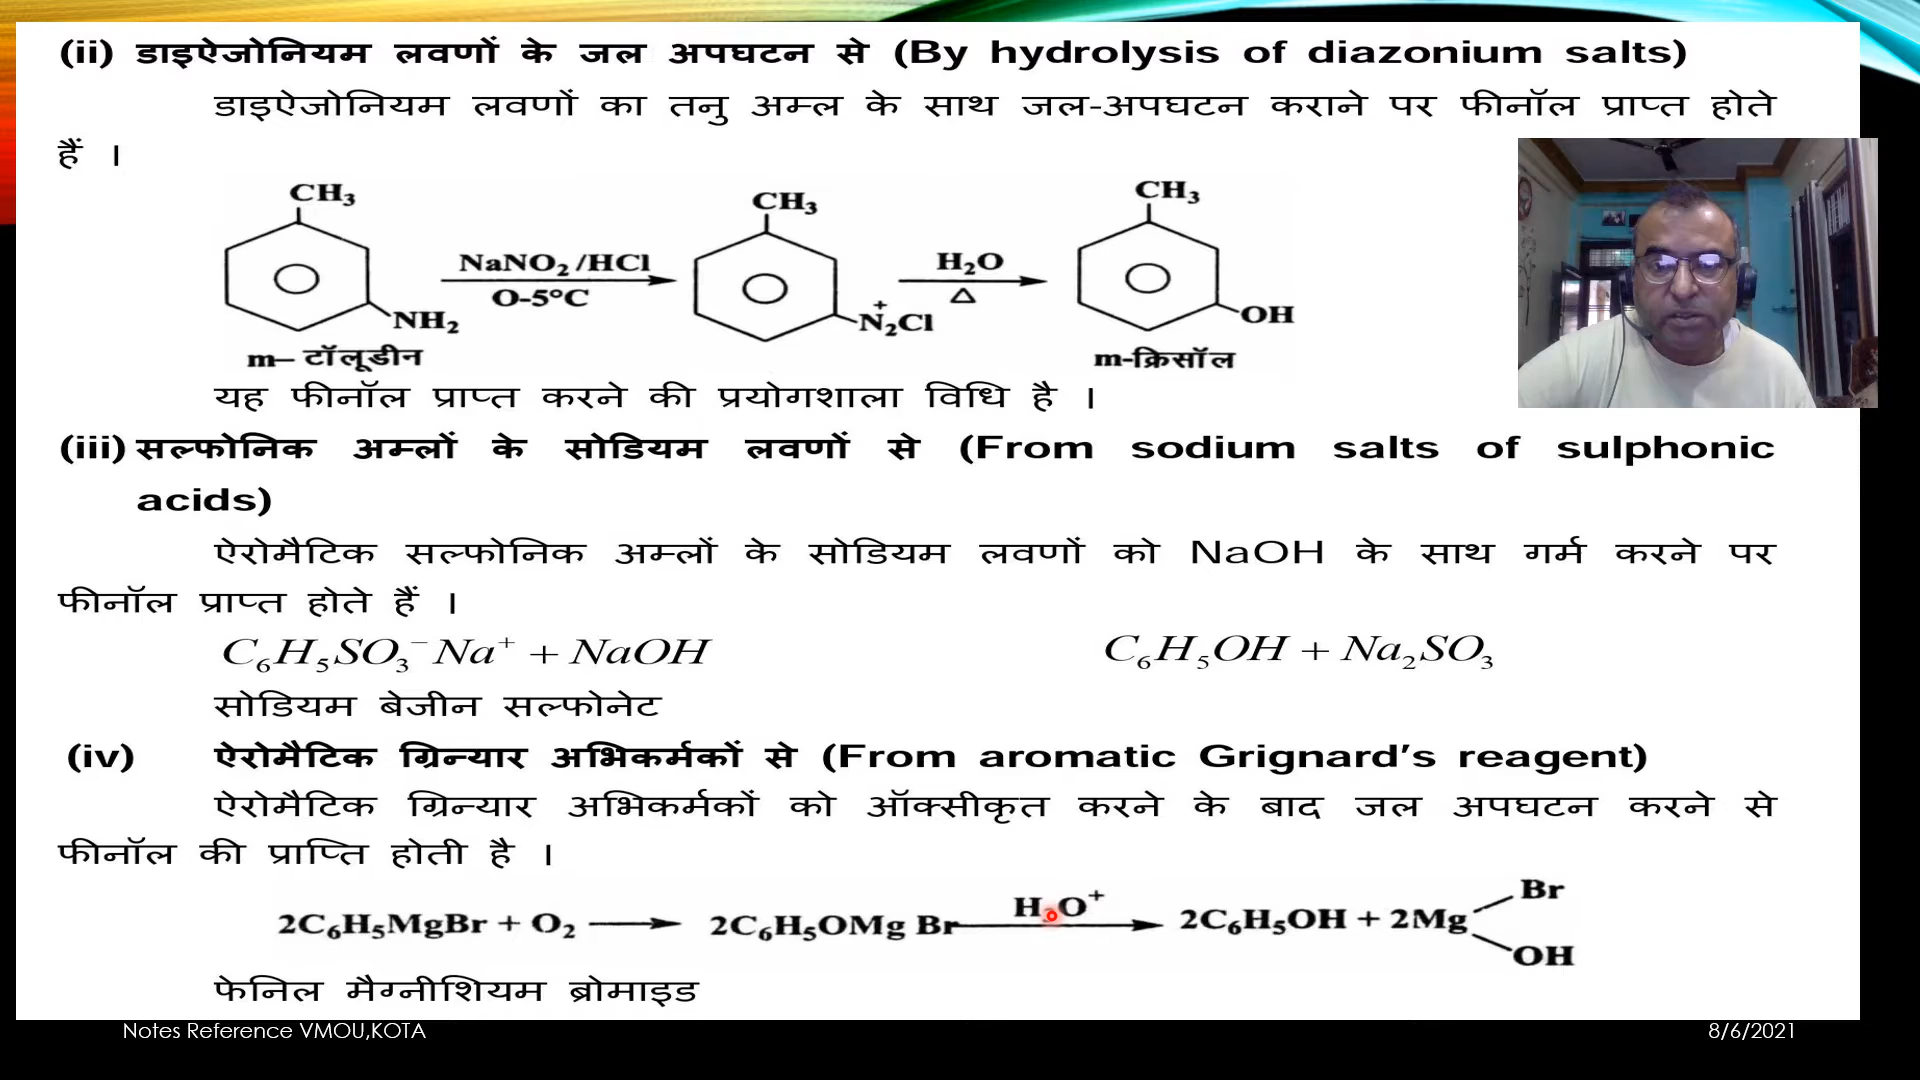 (ii) डाइऐजोनियम लवणों के जल अपघटन से (By hydrolysis of diazonium salts)
डाइऐजोनियम लवणों का तनु अम्ल के साथ जल-अपघटन कराने पर फीनॉल प्राप्त होते
हैं ।
CH₃ CH₃ CH₃
NaNO₂/HCl H₂O
O-5°C Δ
NH₂ N₂⁺Cl OH
m– टॉलूडीन m-क्रिसॉल
यह फीनॉल प्राप्त करने की प्रयोगशाला विधि है ।
(iii) सल्फोनिक अम्लों के सोडियम लवणों से (From sodium salts of sulphonic
acids)
ऐरोमैटिक सल्फोनिक अम्लों के सोडियम लवणों को NaOH के साथ गर्म करने पर
फीनॉल प्राप्त होते हैं ।
C₆H₅SO₃⁻Na⁺ + NaOH C₆H₅OH + Na₂SO₃
सोडियम बेजीन सल्फोनेट
(iv) ऐरोमैटिक ग्रिन्यार अभिकर्मकों से (From aromatic Grignard's reagent)
ऐरोमैटिक ग्रिन्यार अभिकर्मकों को ऑक्सीकृत करने के बाद जल अपघटन करने से
फीनॉल की प्राप्ति होती है ।
H₃O⁺ Br
2C₆H₅MgBr + O₂ ⟶ 2C₆H₅OMg Br ⟶ 2C₆H₅OH + 2Mg
OH
फेनिल मैग्नीशियम ब्रोमाइड
Notes Reference VMOU,KOTA 8/6/2021